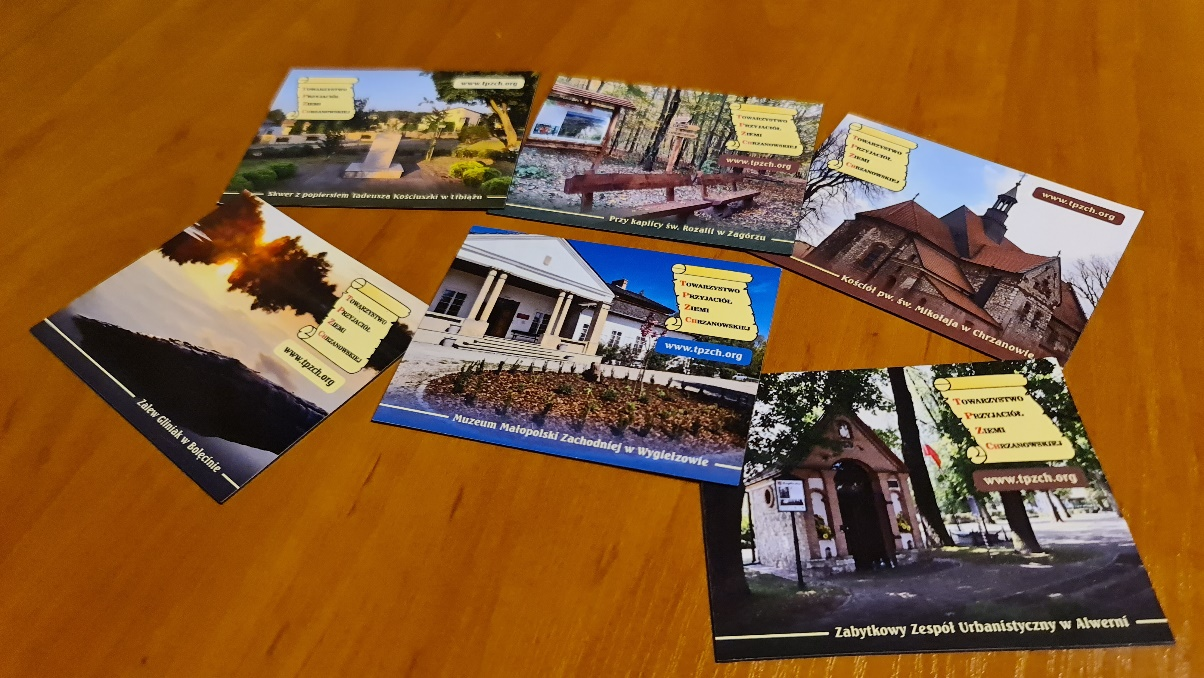 Towarzystwo
Przyjaciół
Ziemi
Chrzanowskiej
www.tpzch.org
Skwer z popiersiem Tadeusza Kościuszki w Libiążu
Towarzystwo
Przyjaciół
Ziemi
Chrzanowskiej
www.tpzch.org
Przy kaplicy św. Rozalii w Zagórzu
Towarzystwo
Przyjaciół
Ziemi
Chrzanowskiej
www.tpzch.org
Kościół pw. św. Mikołaja w Chrzanowie
Towarzystwo
Przyjaciół
Ziemi
Chrzanowskiej
www.tpzch.org
Zalew Gliniak w Bolęcinie
Towarzystwo
Przyjaciół
Ziemi
Chrzanowskiej
www.tpzch.org
Muzeum Małopolski Zachodniej w Wygiełzowie
Towarzystwo
Przyjaciół
Ziemi
Chrzanowskiej
www.tpzch.org
Zabytkowy Zespół Urbanistyczny w Alwerni